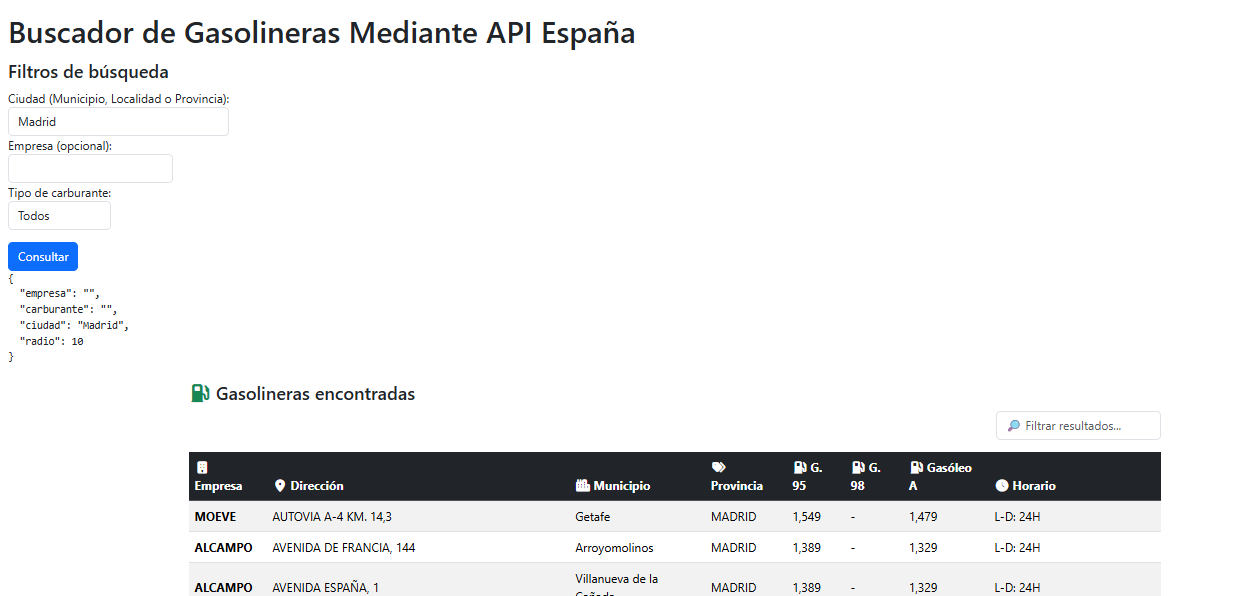 Buscador de Gasolineras Mediante API España
Filtros de búsqueda
Ciudad (Municipio, Localidad o Provincia):
Madrid
Empresa (opcional):
Tipo de carburante:
Todos
Consultar
{
"empresa": "",
"carburante": "",
"ciudad": "Madrid",
"radio": 10
}
Gasolineras encontradas
Filtrar resultados...
Empresa Dirección Municipio Provincia G. 95 G. 98 Gasóleo A Horario
MOEVE AUTOVIA A-4 KM. 14,3 Getafe MADRID 1,549 - 1,479 L-D: 24H
ALCAMPO AVENIDA DE FRANCIA, 144 Arroyomolinos MADRID 1,389 - 1,329 L-D: 24H
ALCAMPO AVENIDA ESPAÑA, 1 Villanueva de la MADRID 1,389 - 1,329 L-D: 24H